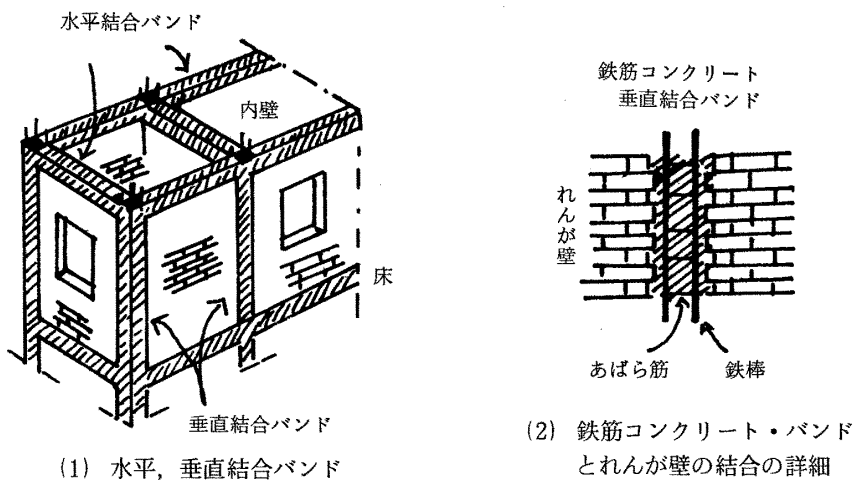 水平結合バンド
内壁
床
垂直結合バンド
(1) 水平,垂直結合バンド
鉄筋コンクリート
垂直結合バンド
れんが壁
あばら筋
鉄棒
(2) 鉄筋コンクリート・バンド
とれんが壁の結合の詳細